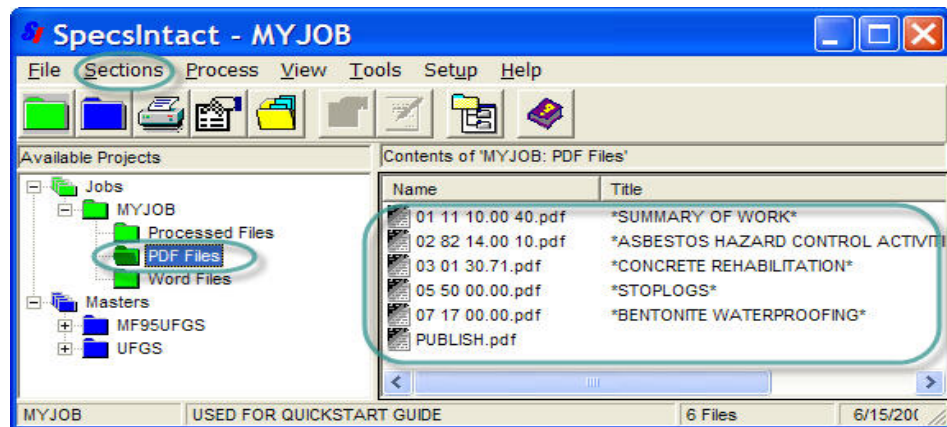 SpecsIntact - MYJOB
File Sections Process View Tools Setup Help
Available Projects
Contents of 'MYJOB: PDF Files'
Jobs
MYJOB
Processed Files
PDF Files
Word Files
Masters
MF95UFGS
UFGS
Name Title
01 11 10.00 40.pdf *SUMMARY OF WORK*
02 82 14.00 10.pdf *ASBESTOS HAZARD CONTROL ACTIVITI
03 01 30.71.pdf *CONCRETE REHABILITATION*
05 50 00.00.pdf *STOPLOGS*
07 17 00.00.pdf *BENTONITE WATERPROOFING*
PUBLISH.pdf
MYJOB USED FOR QUICKSTART GUIDE 6 Files 6/15/200